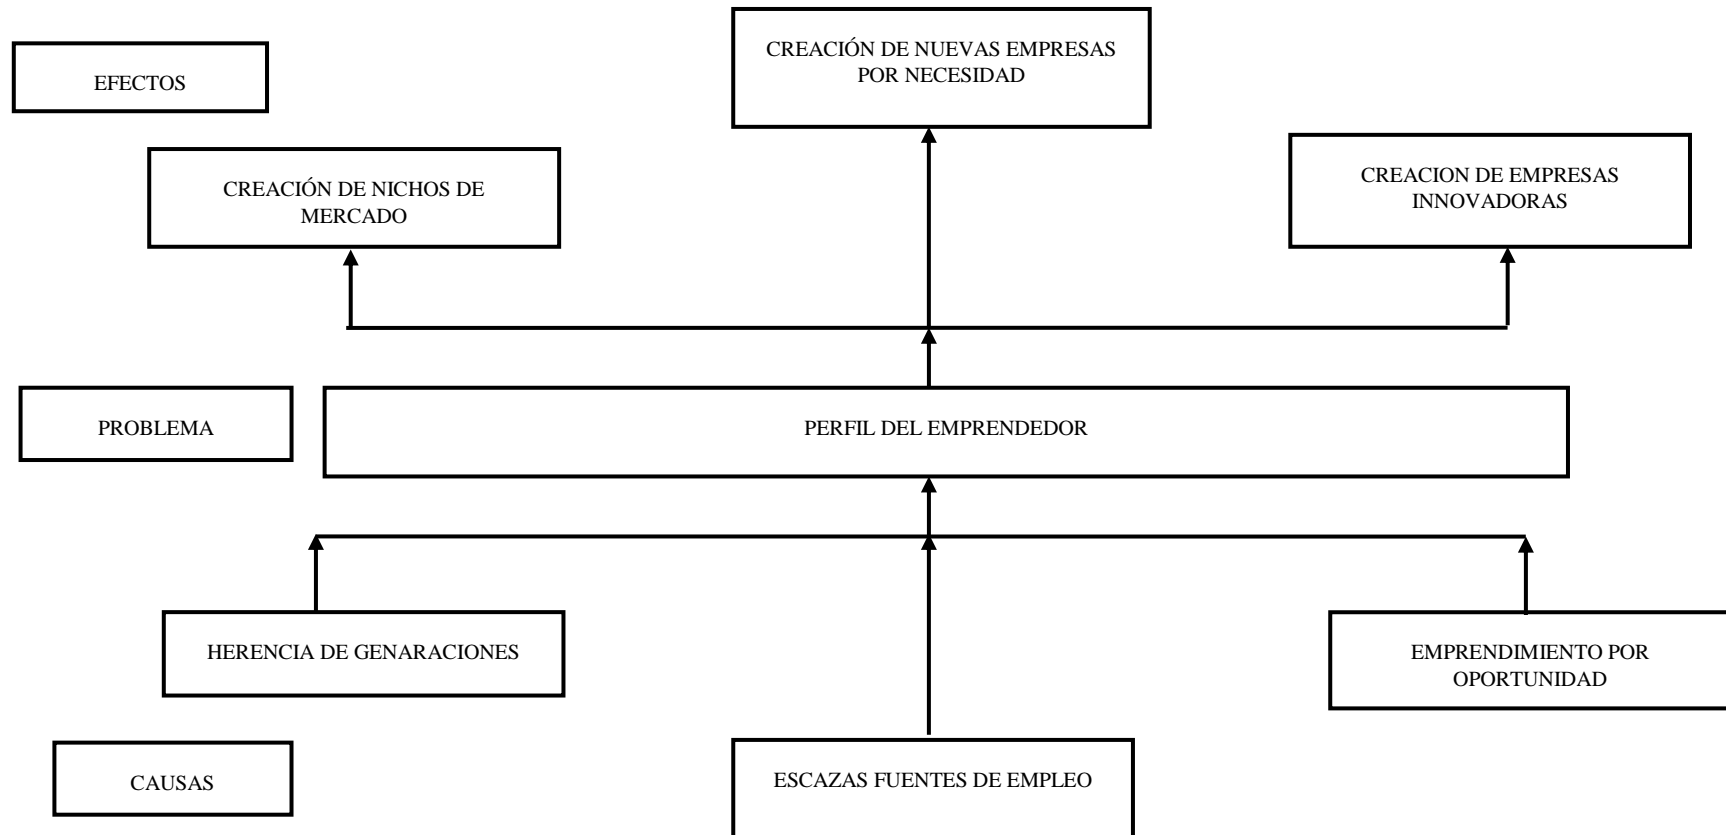 CREACIÓN DE NUEVAS EMPRESAS
POR NECESIDAD
EFECTOS
CREACIÓN DE NICHOS DE
MERCADO
CREACION DE EMPRESAS
INNOVADORAS
PROBLEMA
PERFIL DEL EMPRENDEDOR
HERENCIA DE GENARACIONES
EMPRENDIMIENTO POR
OPORTUNIDAD
CAUSAS
ESCAZAS FUENTES DE EMPLEO